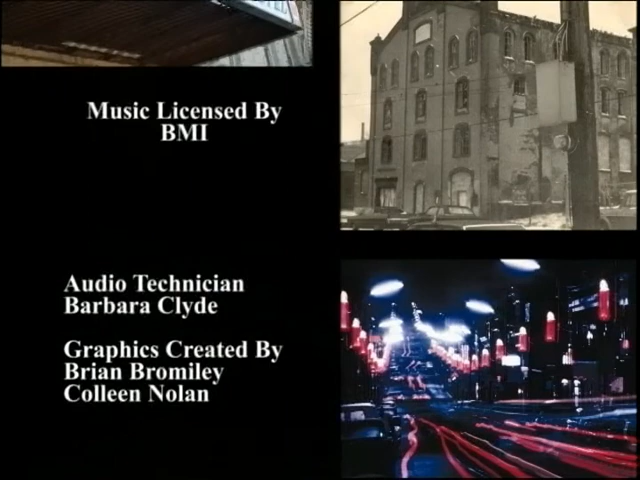 Music Licensed By
BMI
Audio Technician
Barbara Clyde
Graphics Created By
Brian Bromiley
Colleen Nolan